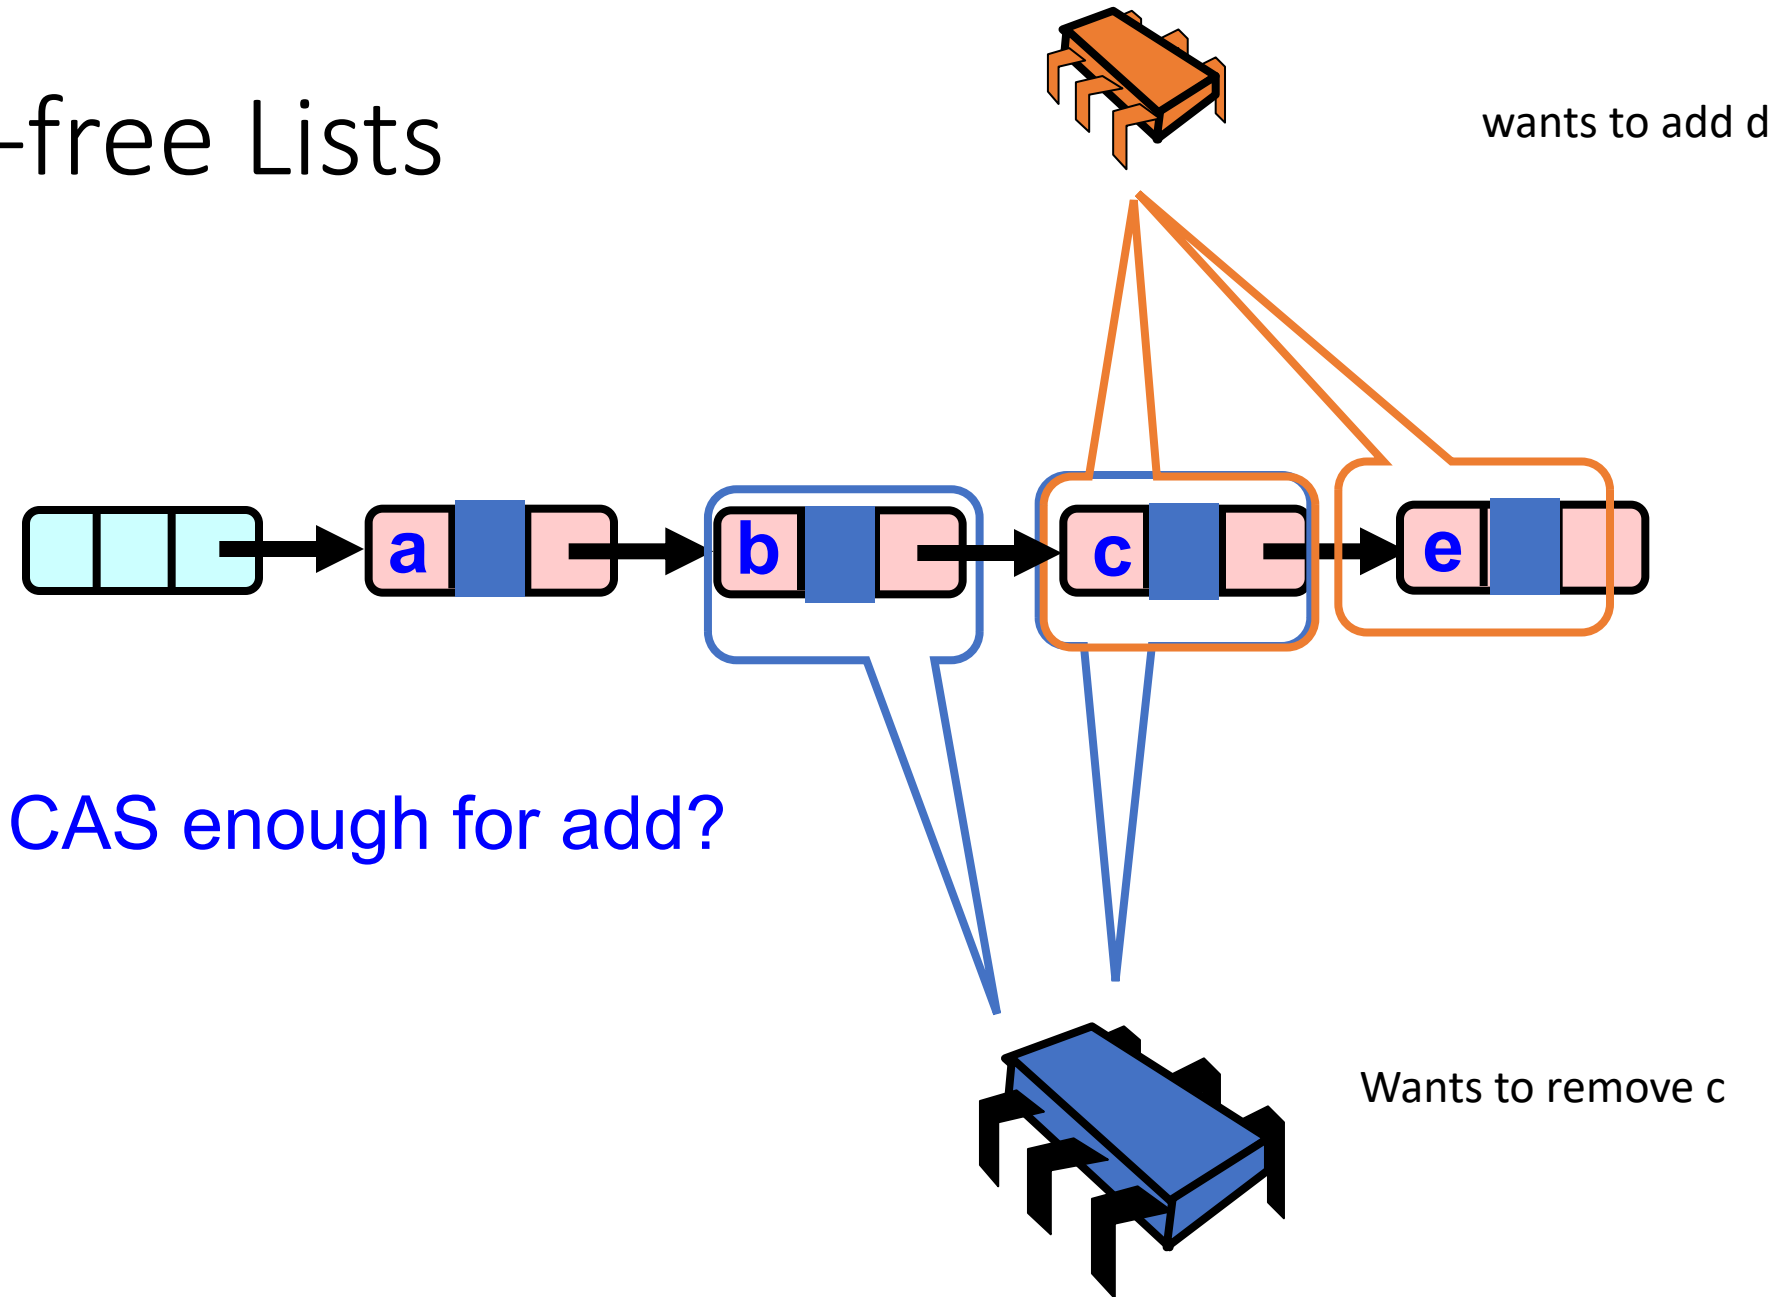 -free Lists
wants to add d
a b c e
CAS enough for add?
Wants to remove c